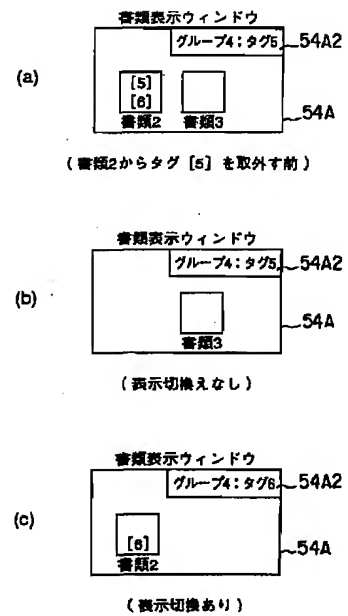 書類表示ウィンドウ
グループ4：タグ5
54A2
(a)
[5]
[6]
54A
書類2 書類3
（書類2からタグ［5］を取外す前）
書類表示ウィンドウ
グループ4：タグ5
54A2
(b)
54A
書類3
（表示切換えなし）
書類表示ウィンドウ
グループ4：タグ6
54A2
(c)
[6]
54A
書類2
（表示切換あり）